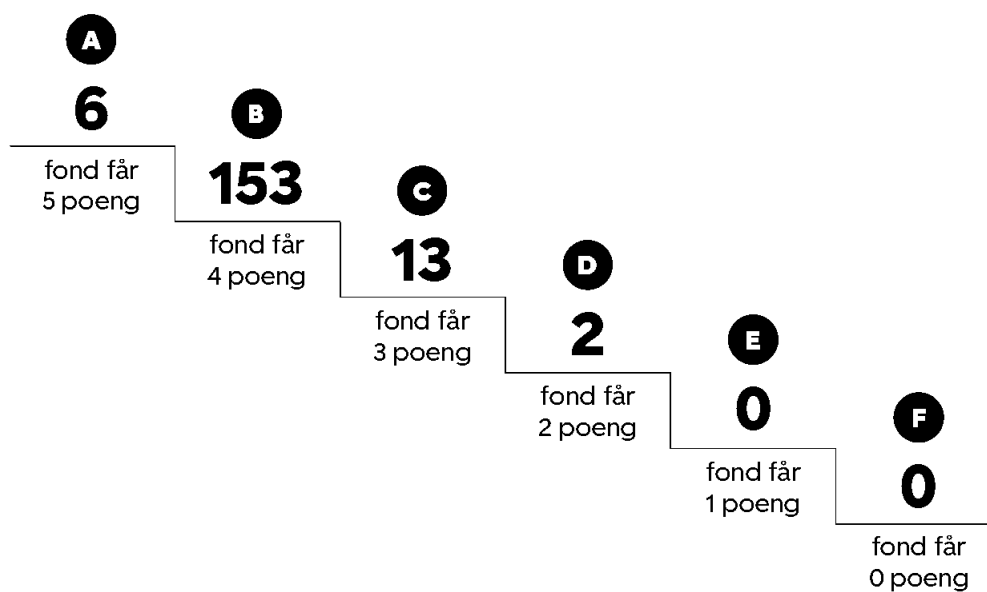 A
6
fond får
5 poeng
B
153
fond får
4 poeng
C
13
fond får
3 poeng
D
2
fond får
2 poeng
E
0
fond får
1 poeng
F
0
fond får
0 poeng